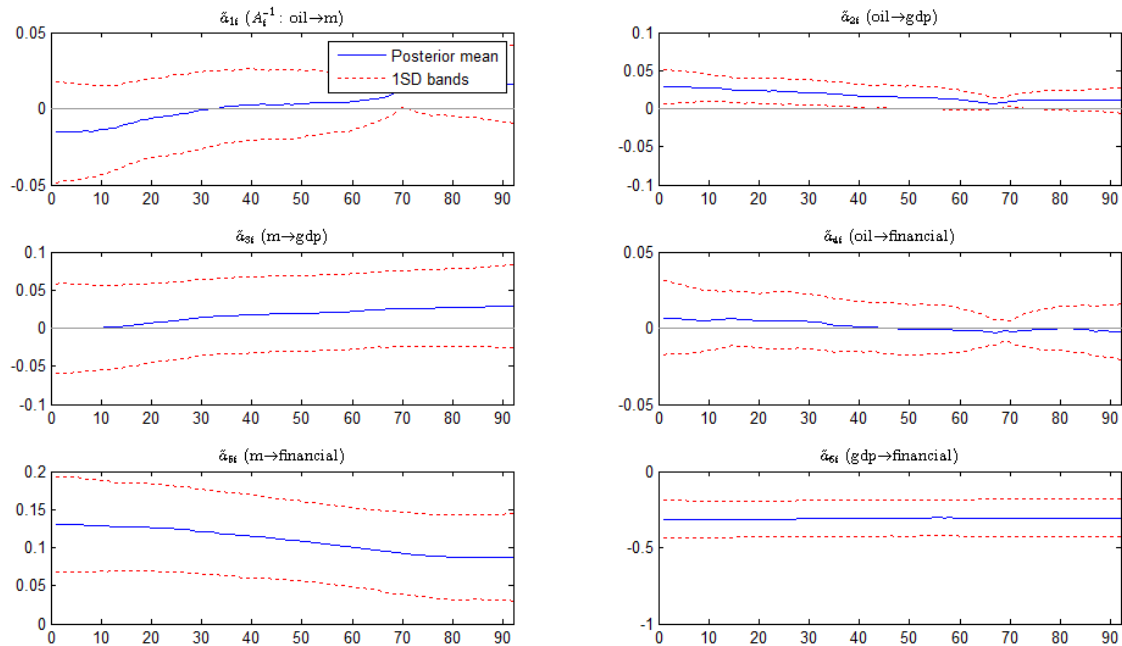 ã₁ₜ (Aₜ⁻¹ : oil→m)
0.05
0
-0.05
0 10 20 30 40 50 60 70 80 90
Posterior mean
1SD bands
ã₂ₜ (oil→gdp)
0.1
0.05
0
0.05
0.1
0 10 20 30 40 50 60 70 80 90
ã₃ₜ (m→gdp)
0.1
0.05
0
-0.05
-0.1
0 10 20 30 40 50 60 70 80 90
ã₄ₜ (oil→financial)
0.05
0
0.05
0 10 20 30 40 50 60 70 80 90
ã₅ₜ (m→financial)
0.2
0.15
0.1
0.05
0
0 10 20 30 40 50 60 70 80 90
ã₆ₜ (gdp→financial)
0
-0.5
-1
0 10 20 30 40 50 60 70 80 90